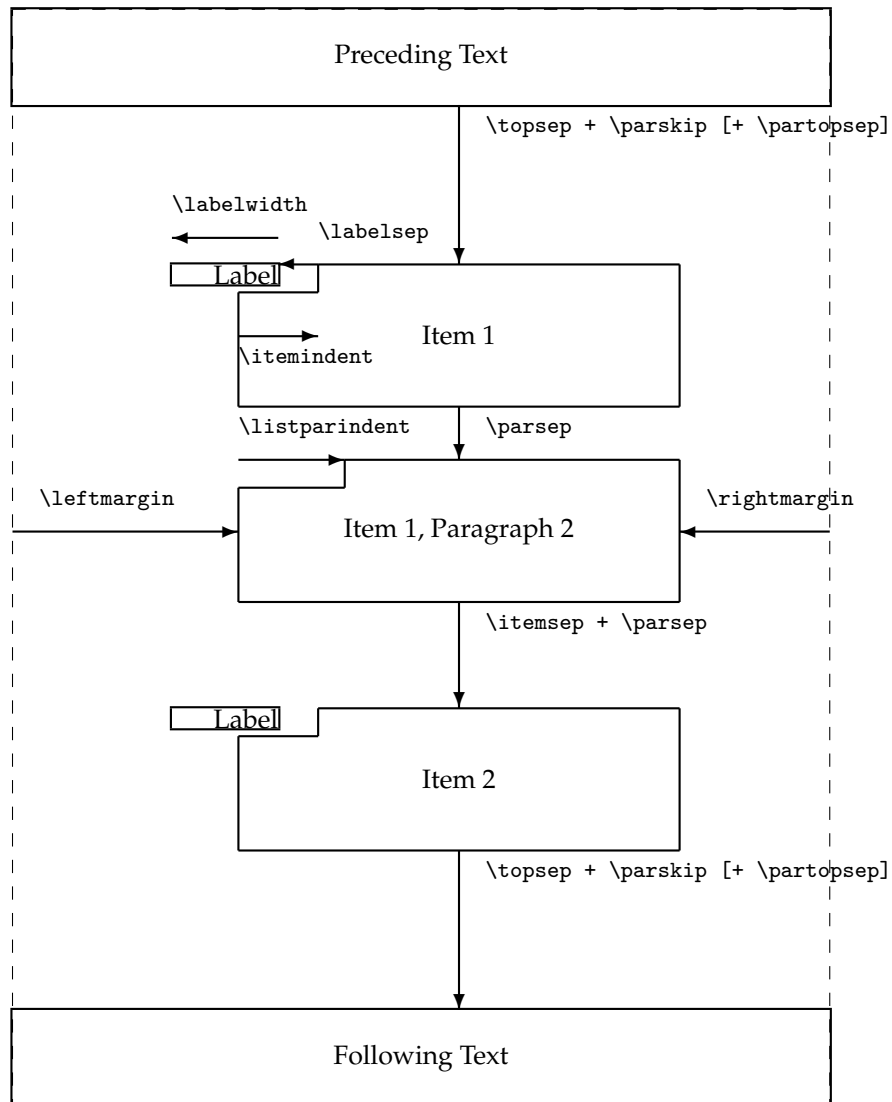 Preceding Text
\topsep + \parskip [+ \partopsep]
\labelwidth
\labelsep
Label
Item 1
\itemindent
\listparindent
\parsep
\leftmargin
\rightmargin
Item 1, Paragraph 2
\itemsep + \parsep
Label
Item 2
\topsep + \parskip [+ \partopsep]
Following Text